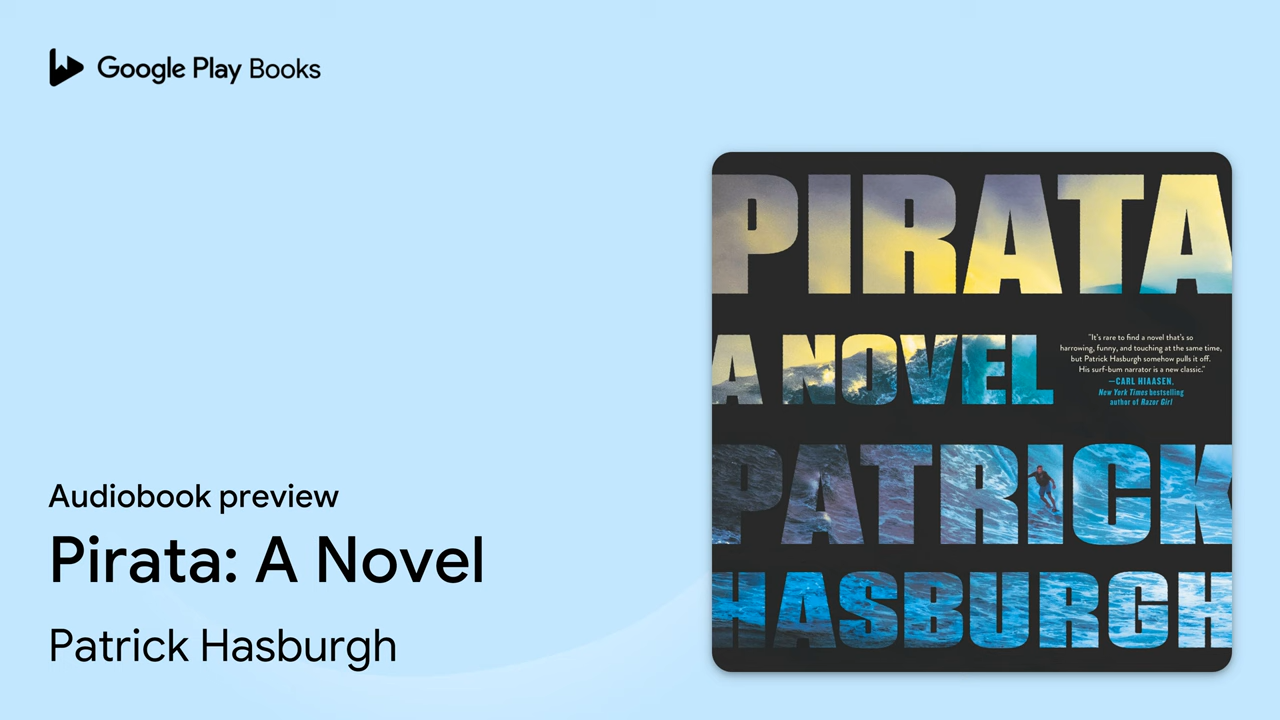 Google Play Books
PIRATA
A NOVEL
"It's rare to find a novel that's so
harrowing, funny, and touching at the same time,
but Patrick Hasburgh somehow pulls it off.
His surf-bum narrator is a new classic."
—CARL HIAASEN,
New York Times bestselling
author of Razor Girl
PATRICK
HASBURGH
Audiobook preview
Pirata: A Novel
Patrick Hasburgh